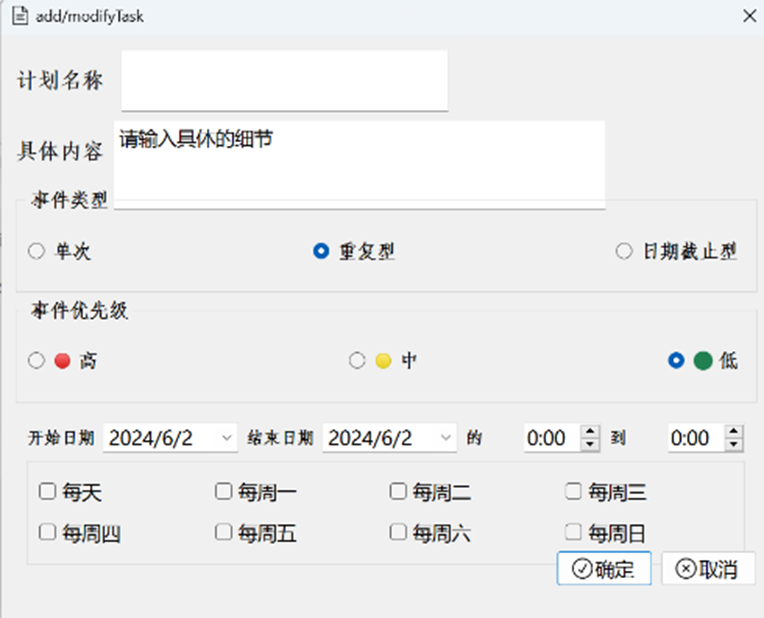 add/modifyTask
计划名称
具体内容 请输入具体的细节
事件类型
单次 重复型 日期截止型
事件优先级
高 中 低
开始日期 2024/6/2 结束日期 2024/6/2 的 0:00 到 0:00
每天 每周一 每周二 每周三
每周四 每周五 每周六 每周日
确定 取消